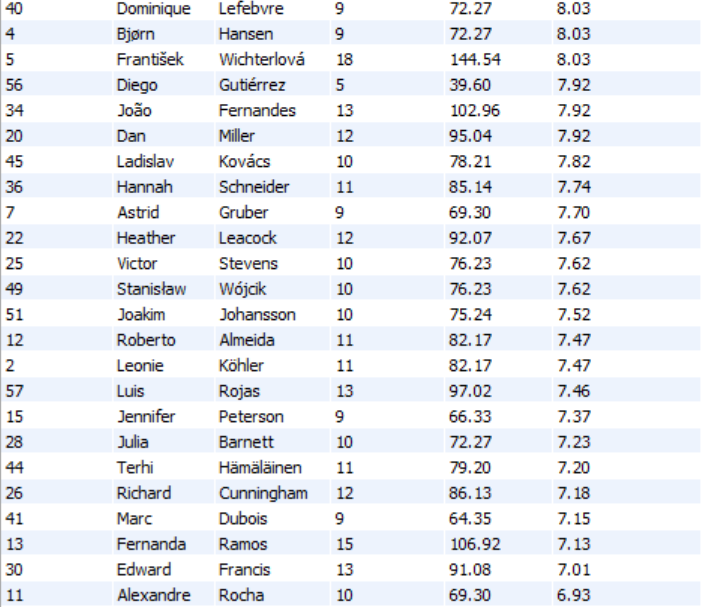 40 Dominique Lefebvre 9 72.27 8.03
4 Bjørn Hansen 9 72.27 8.03
5 František Wichterlová 18 144.54 8.03
56 Diego Gutiérrez 5 39.60 7.92
34 João Fernandes 13 102.96 7.92
20 Dan Miller 12 95.04 7.92
45 Ladislav Kovács 10 78.21 7.82
36 Hannah Schneider 11 85.14 7.74
7 Astrid Gruber 9 69.30 7.70
22 Heather Leacock 12 92.07 7.67
25 Victor Stevens 10 76.23 7.62
49 Stanisław Wójcik 10 76.23 7.62
51 Joakim Johansson 10 75.24 7.52
12 Roberto Almeida 11 82.17 7.47
2 Leonie Köhler 11 82.17 7.47
57 Luis Rojas 13 97.02 7.46
15 Jennifer Peterson 9 66.33 7.37
28 Julia Barnett 10 72.27 7.23
44 Terhi Hämäläinen 11 79.20 7.20
26 Richard Cunningham 12 86.13 7.18
41 Marc Dubois 9 64.35 7.15
13 Fernanda Ramos 15 106.92 7.13
30 Edward Francis 13 91.08 7.01
11 Alexandre Rocha 10 69.30 6.93